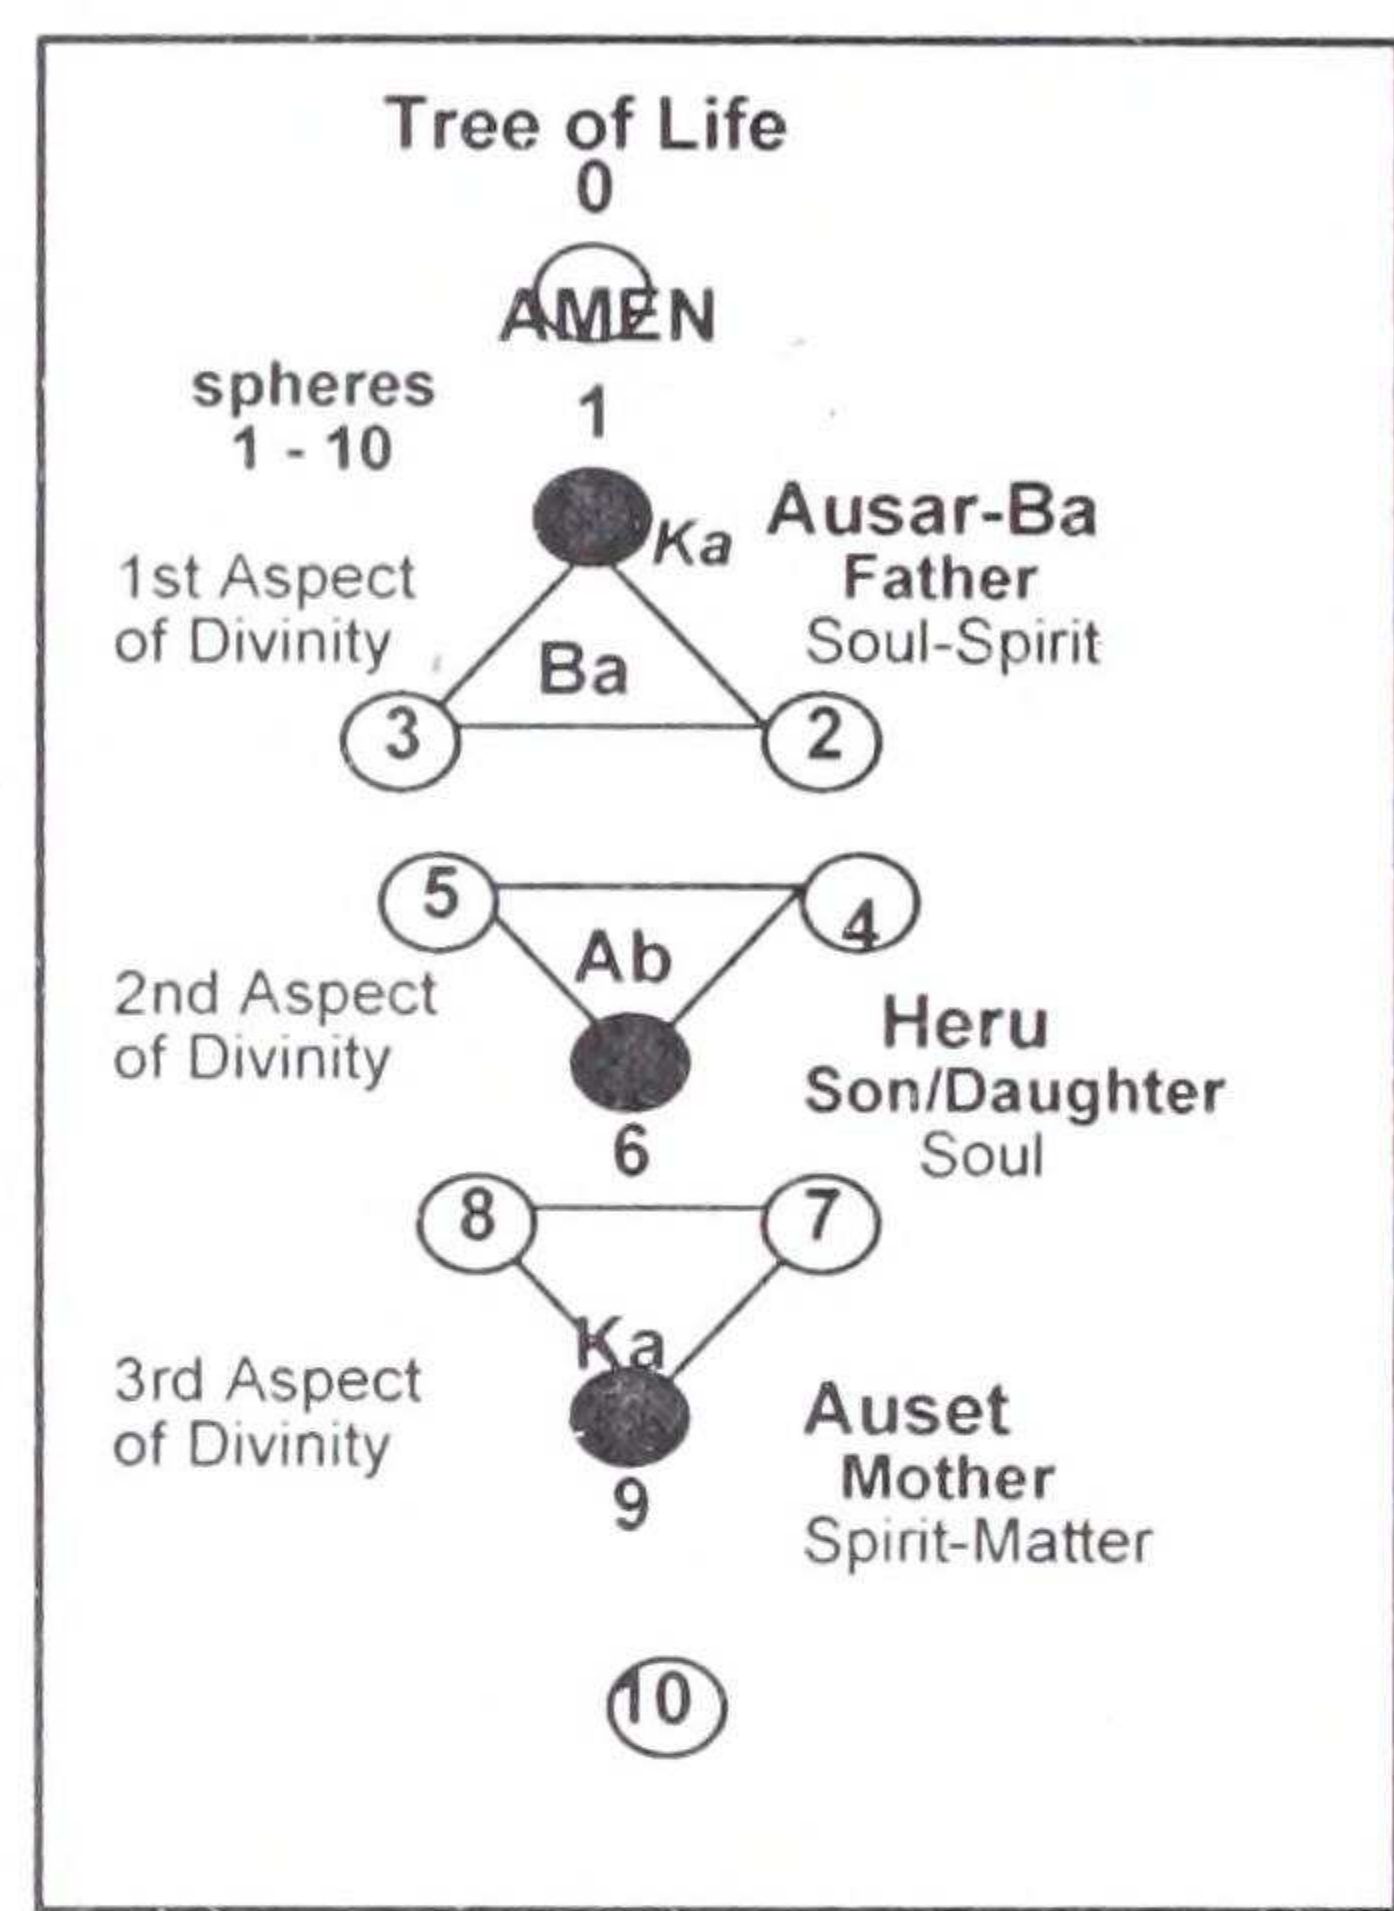 Tree of Life
0
AMEN
spheres
1 - 10
1
Ka
Ausar-Ba
Father
Soul-Spirit
1st Aspect
of Divinity
Ba
3
2
5
4
Ab
2nd Aspect
of Divinity
Heru
Son/Daughter
Soul
6
8
7
Ka
3rd Aspect
of Divinity
Auset
Mother
Spirit-Matter
9
10